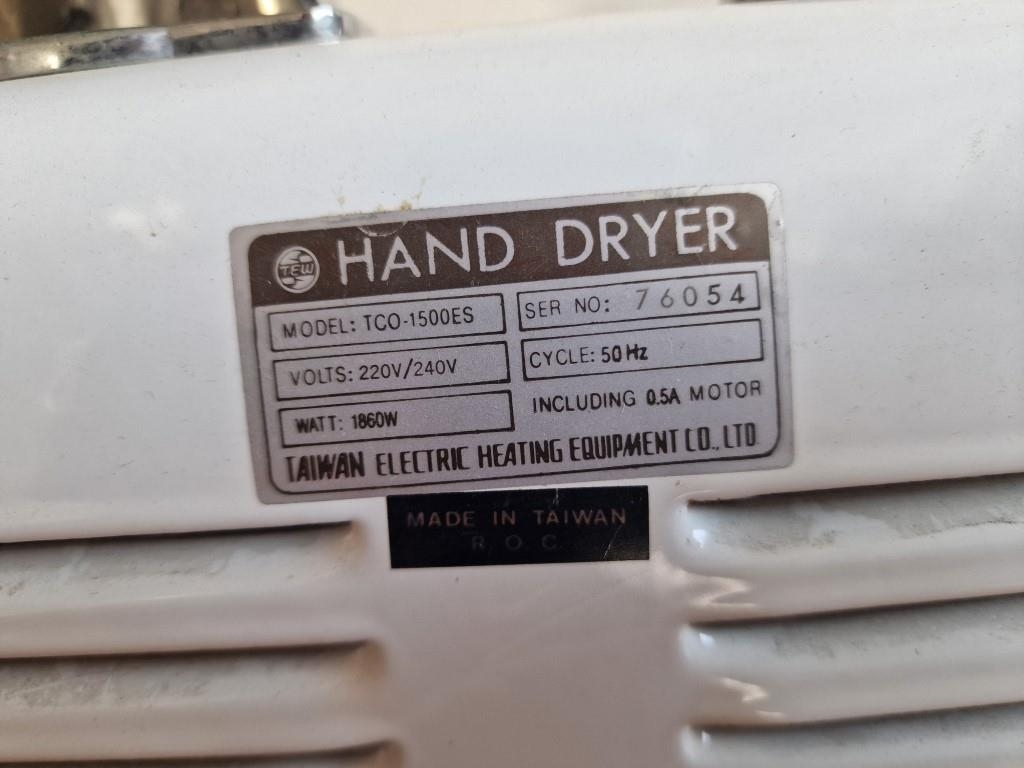 TEW HAND DRYER
MODEL: TCO-1500ES
SER NO: 76054
VOLTS: 220V/240V
CYCLE: 50Hz
WATT: 1860W
INCLUDING 0.5A MOTOR
TAIWAN ELECTRIC HEATING EQUIPMENT CO., LTD.
MADE IN TAIWAN
R. O. C.